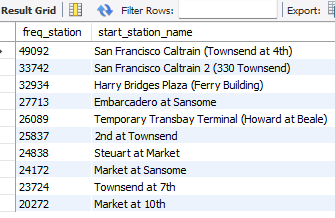 Result Grid Filter Rows:
freq_station start_station_name
49092 San Francisco Caltrain (Townsend at 4th)
33742 San Francisco Caltrain 2 (330 Townsend)
32934 Harry Bridges Plaza (Ferry Building)
27713 Embarcadero at Sansome
26089 Temporary Transbay Terminal (Howard at Beale)
25837 2nd at Townsend
24838 Steuart at Market
24172 Market at Sansome
23724 Townsend at 7th
20272 Market at 10th